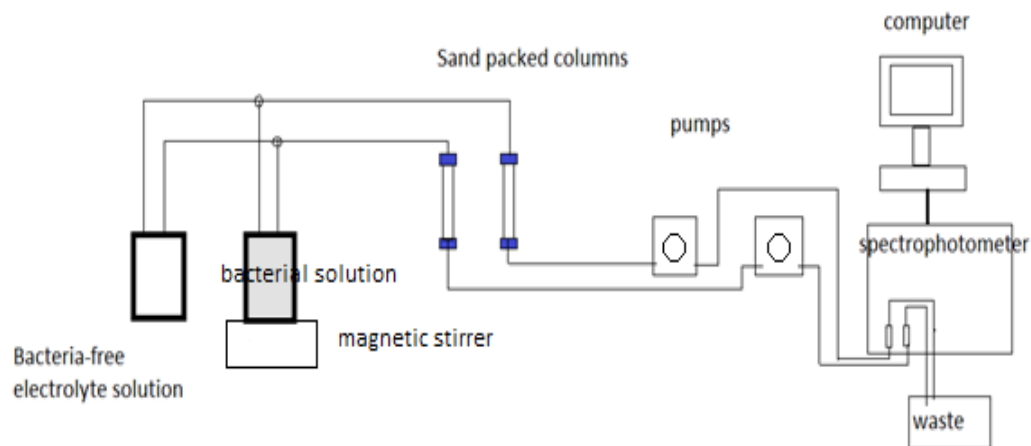 computer
Sand packed columns
pumps
spectrophotometer
bacterial solution
magnetic stirrer
Bacteria-free
electrolyte solution
waste